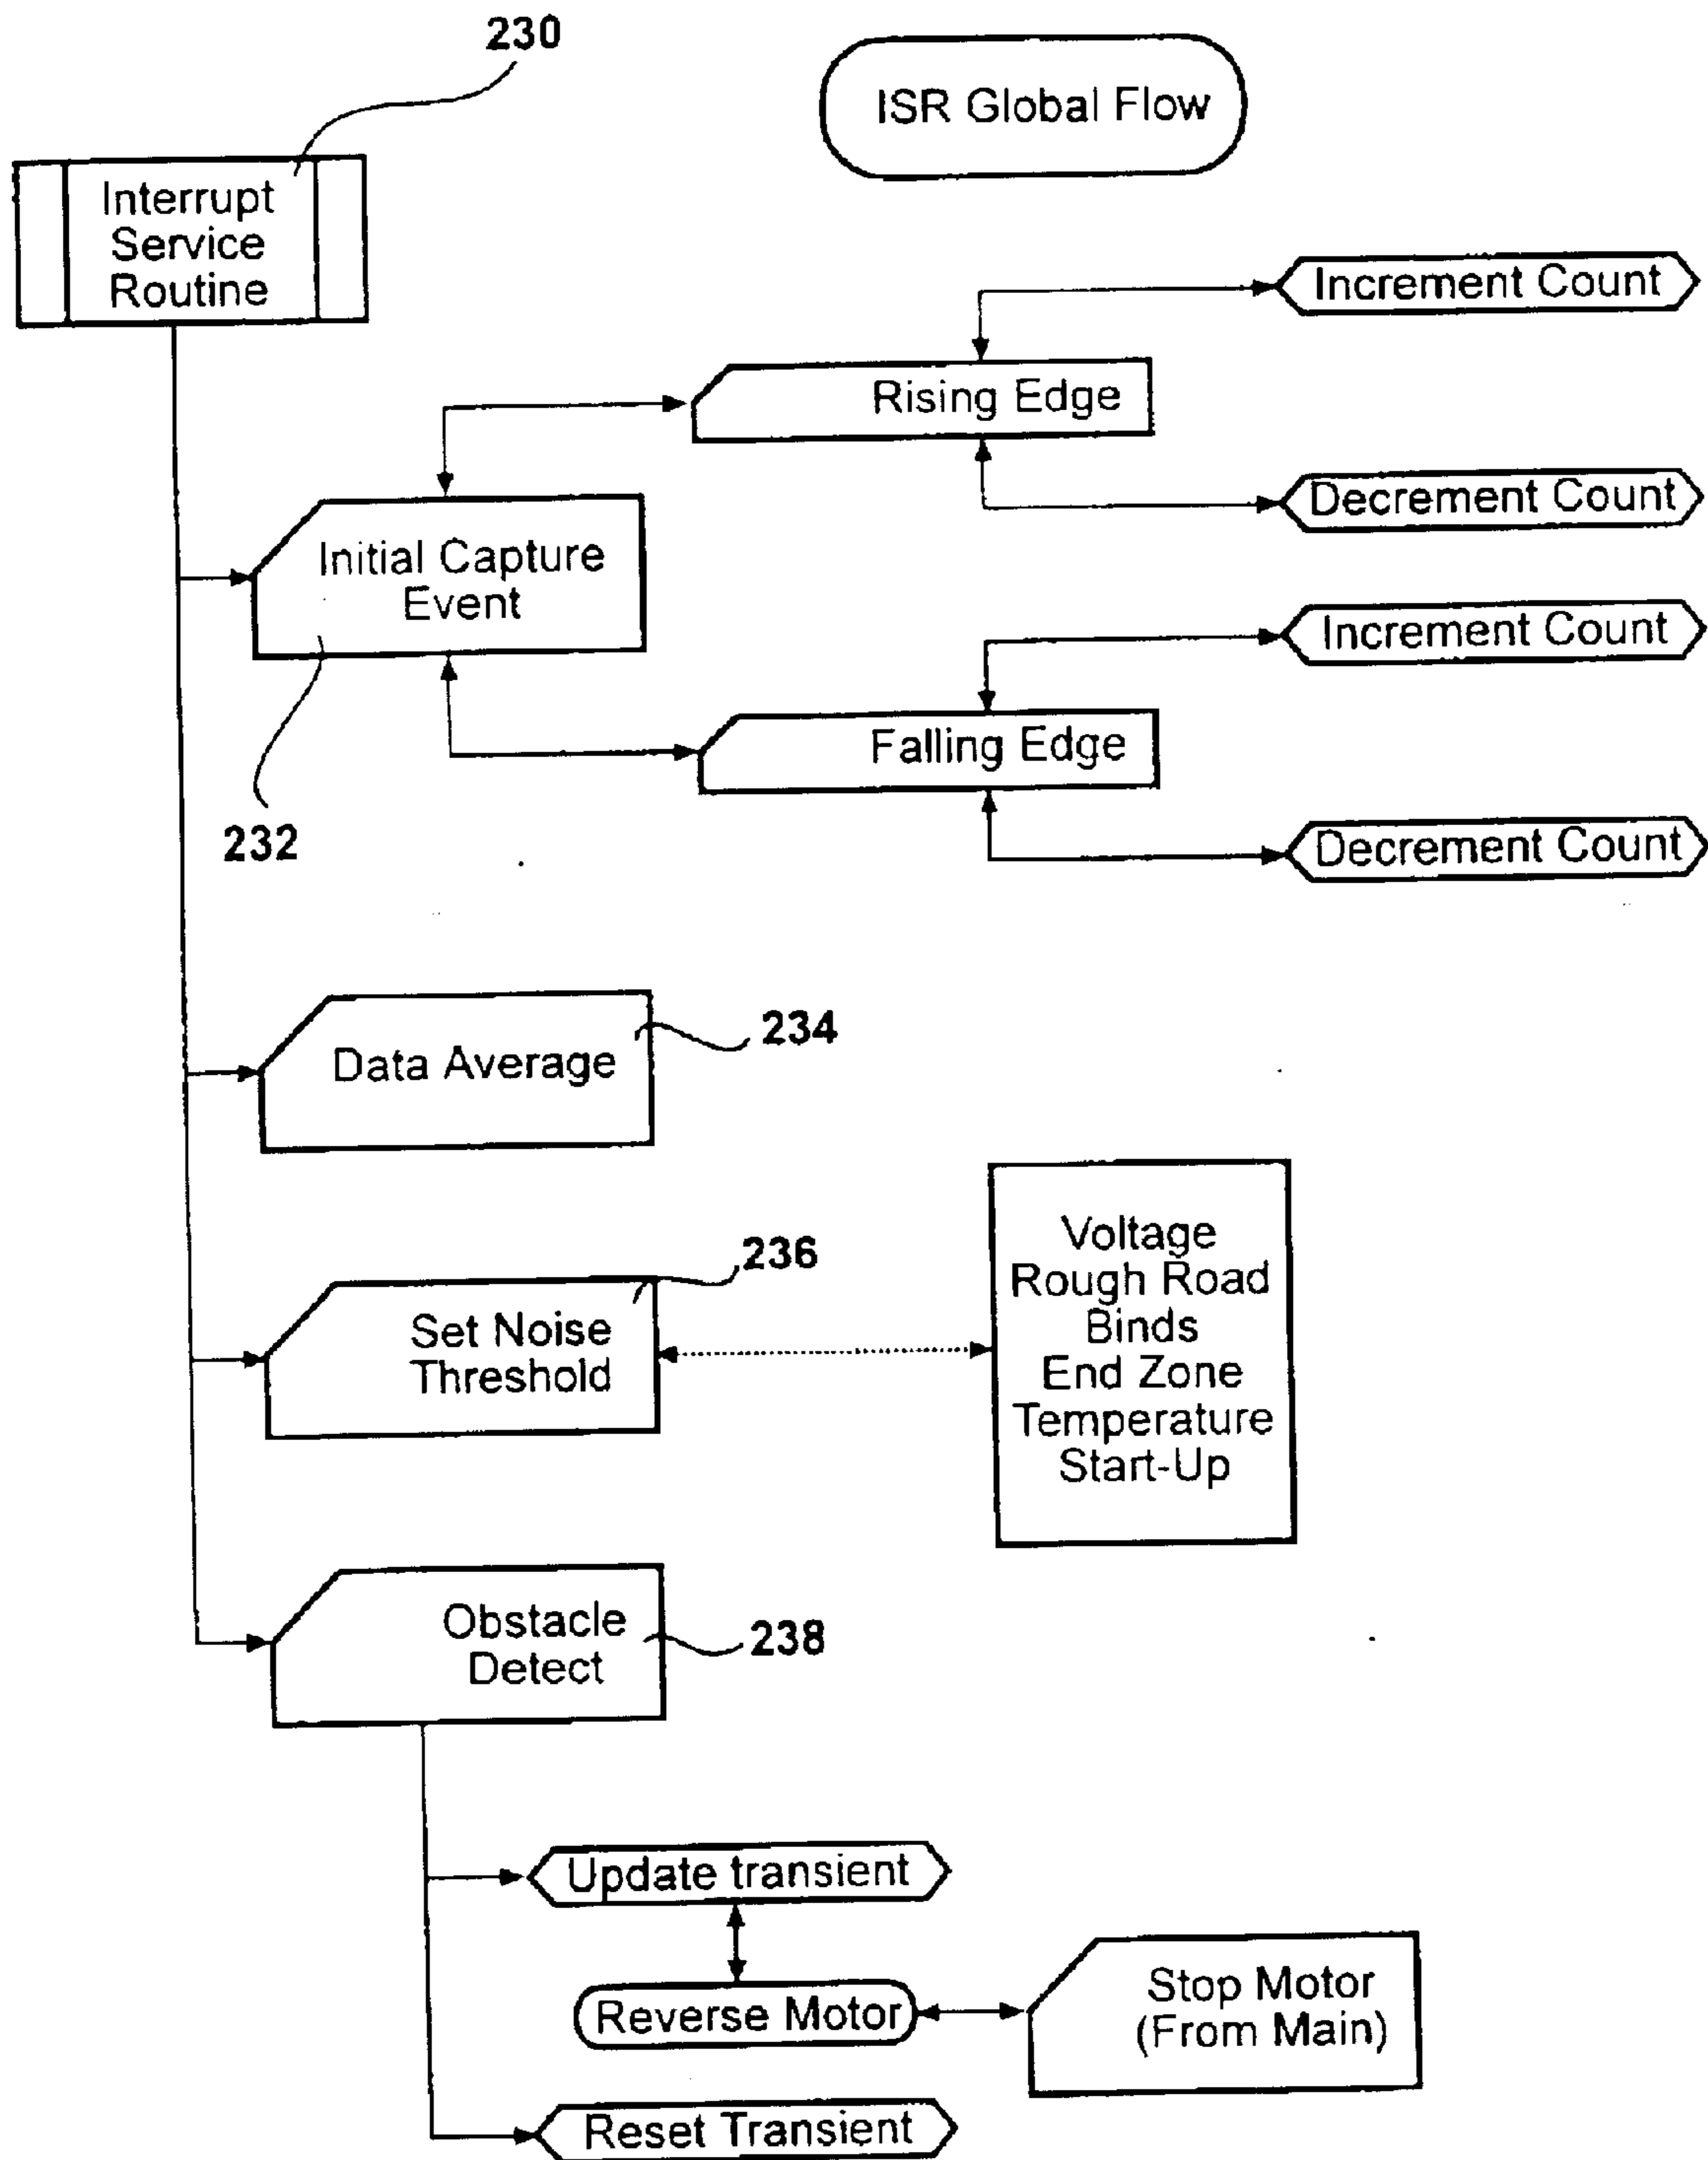 230
ISR Global Flow
Interrupt
Service
Routine
Increment Count
Rising Edge
Decrement Count
Initial Capture
Event
Increment Count
Falling Edge
232
Decrement Count
234
Data Average
236
Set Noise
Threshold
Voltage
Rough Road
Binds
End Zone
Temperature
Start-Up
Obstacle
Detect
238
Update transient
Reverse Motor
Stop Motor
(From Main)
Reset Transient